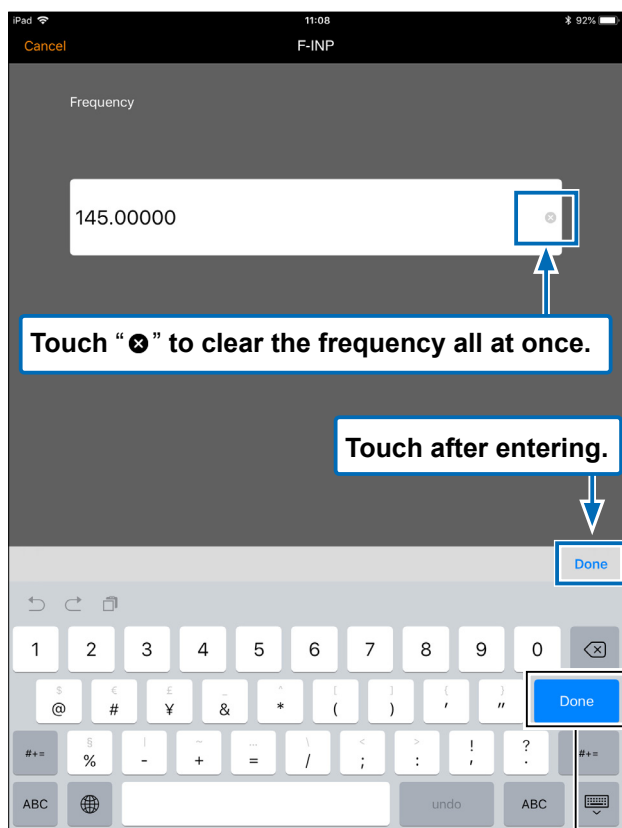 iPad 11:08 92%
Cancel F-INP
Frequency
145.00000
Touch “⊗” to clear the frequency all at once.
Touch after entering.
Done
1 2 3 4 5 6 7 8 9 0
$ € £ _ ^ [ ] { }
@ # ¥ & * ( ) ' " Done
§ | ~ … \ < > ! ?
#+= % - + = / ; : , . #+=
ABC undo ABC